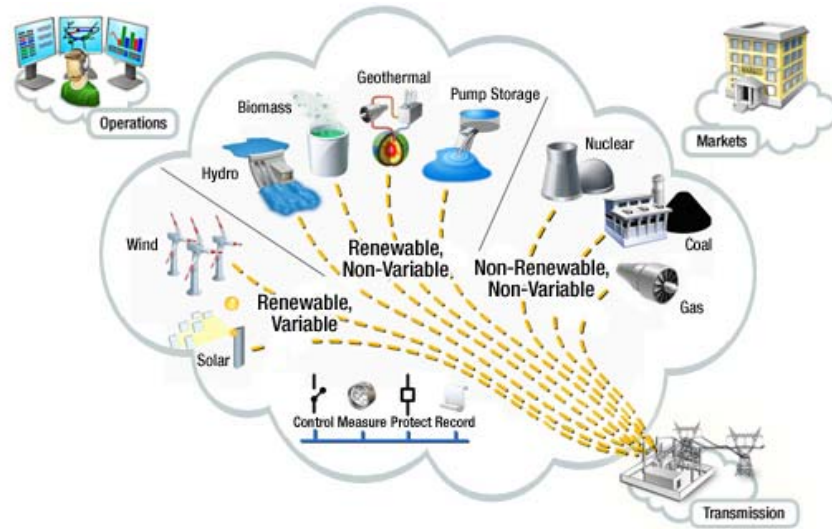 Operations
Markets
Geothermal
Biomass
Pump Storage
Hydro
Nuclear
Wind
Coal
Renewable,
Non-Variable
Non-Renewable,
Non-Variable
Gas
Renewable,
Variable
Solar
Control Measure Protect Record
Transmission